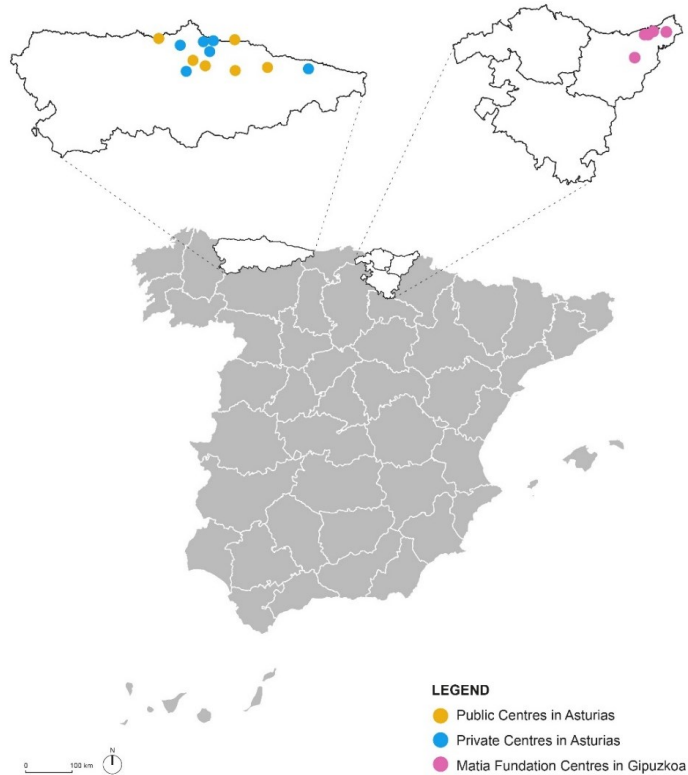 LEGEND
Public Centres in Asturias
Private Centres in Asturias
Matia Fundation Centres in Gipuzkoa
0 100 km
N